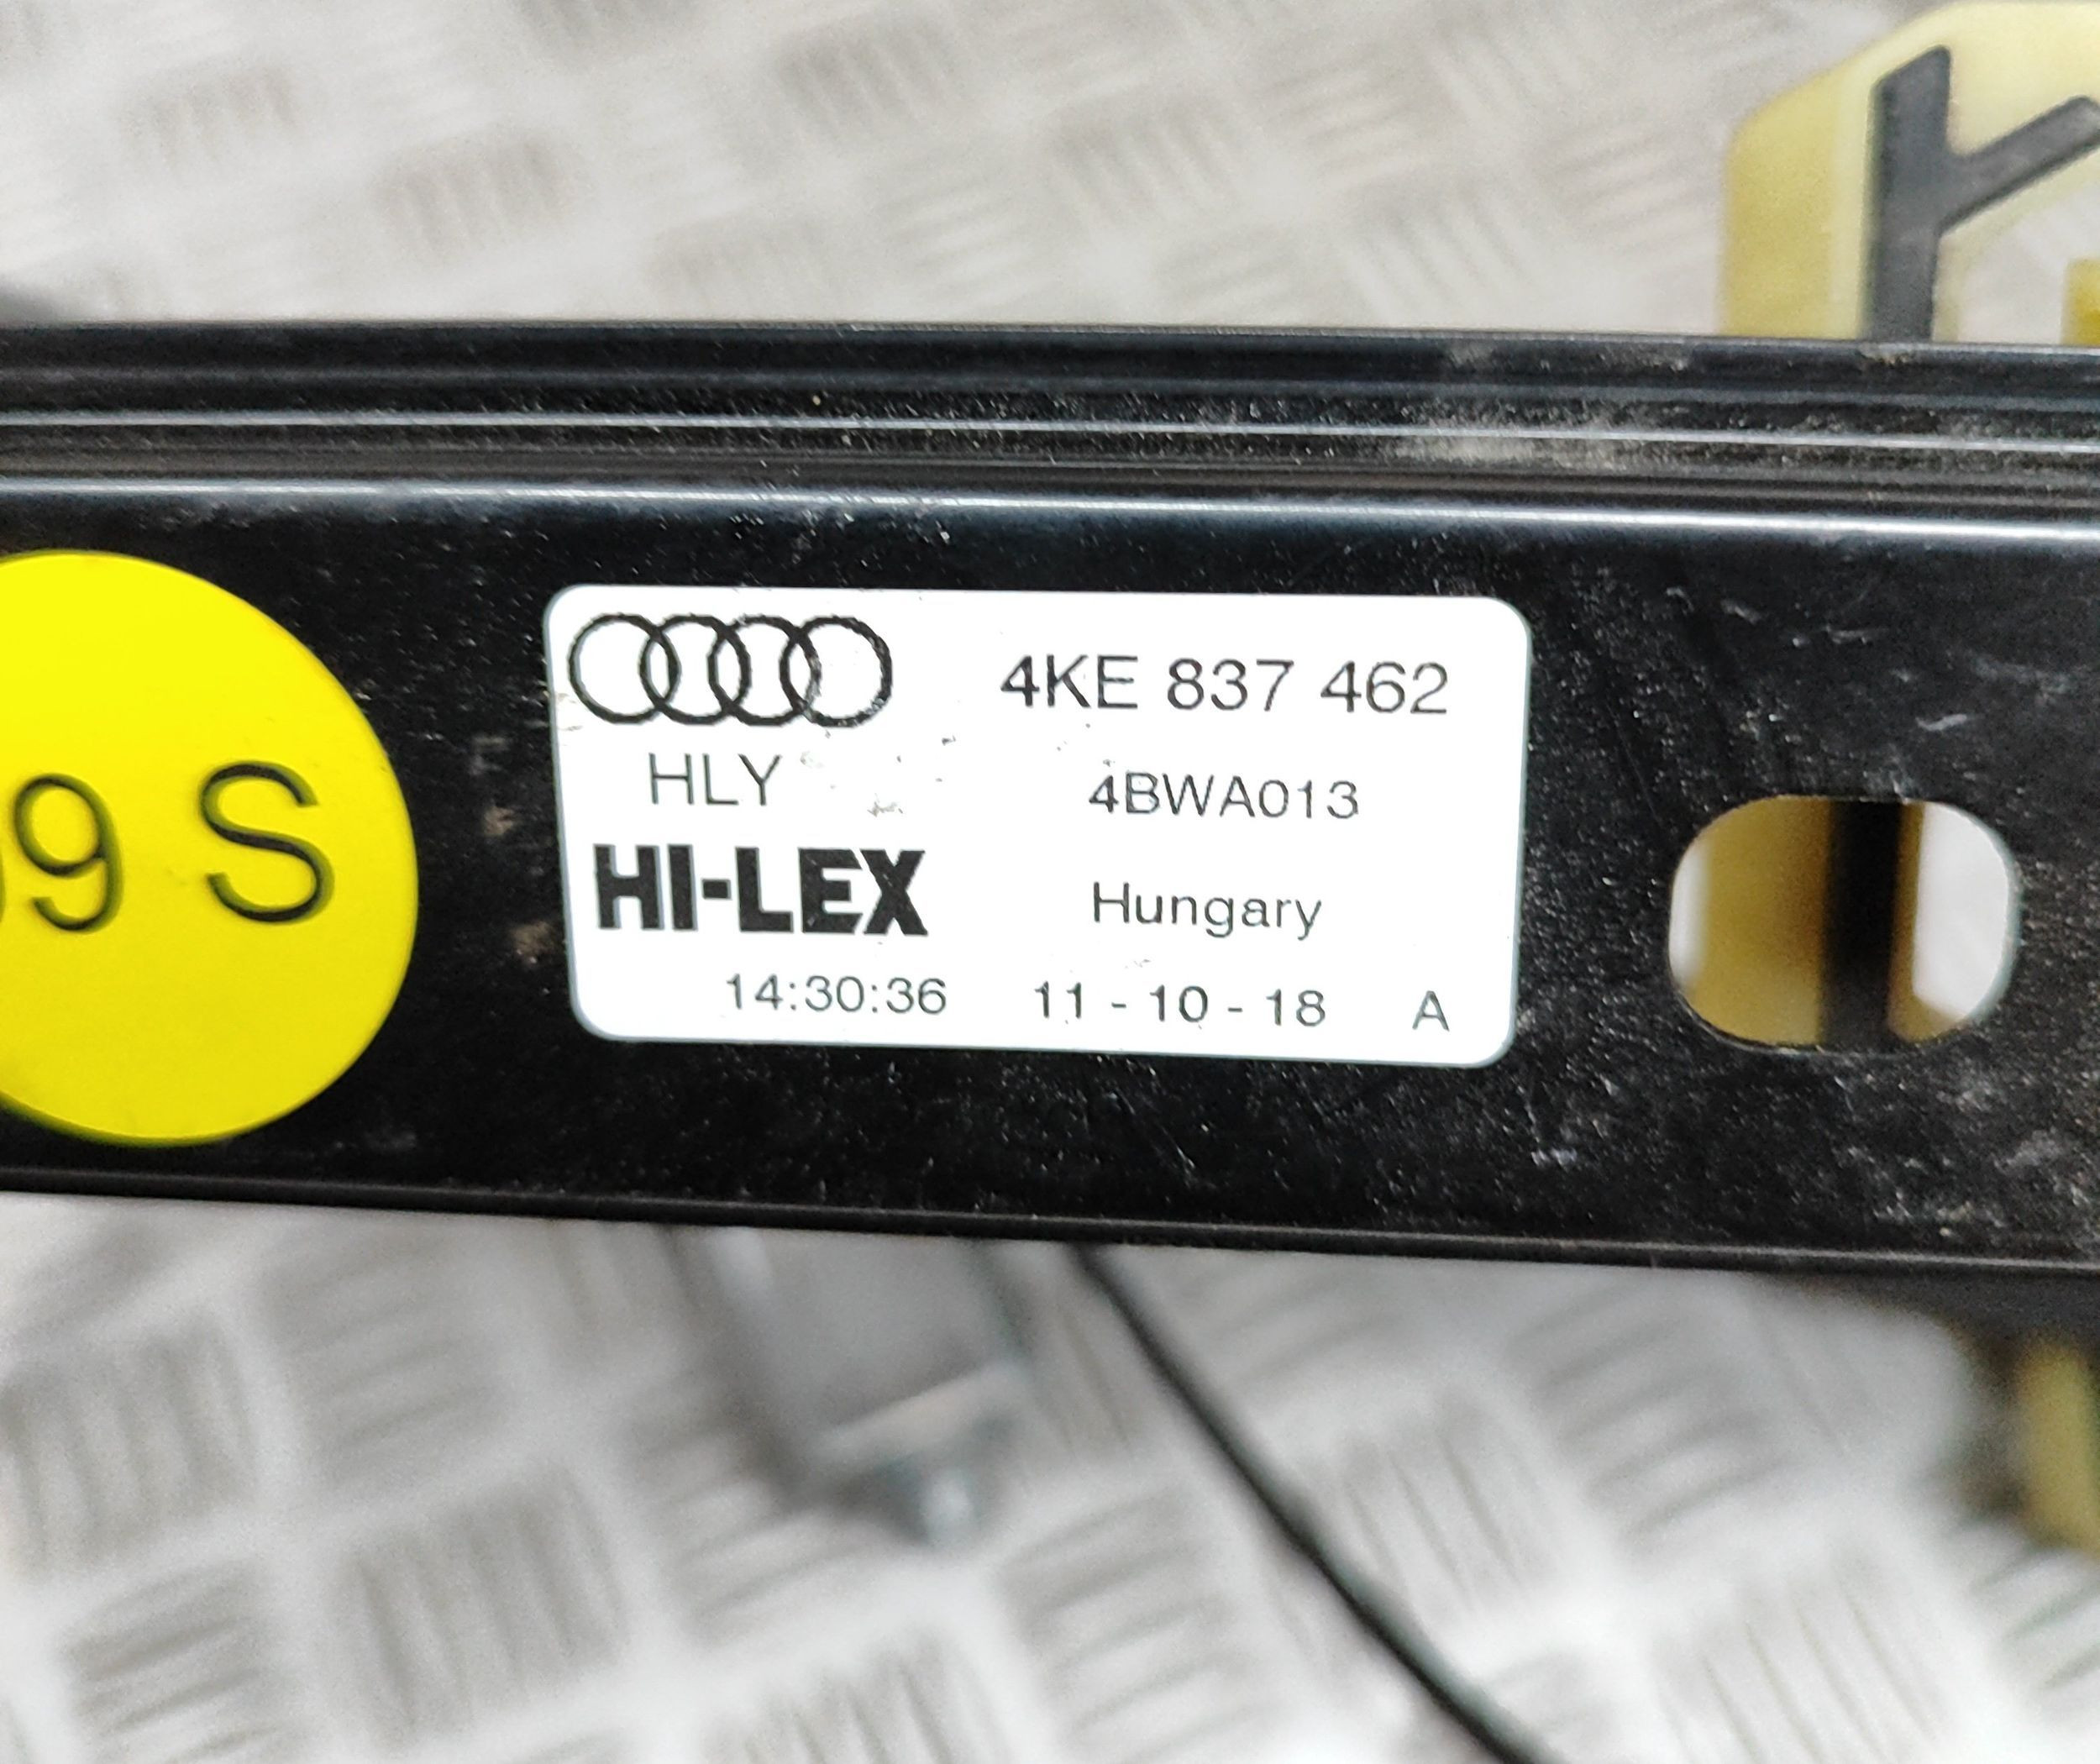 9 S
4KE 837 462
HLY 4BWA013
HI-LEX Hungary
14:30:36 11 - 10 - 18 A